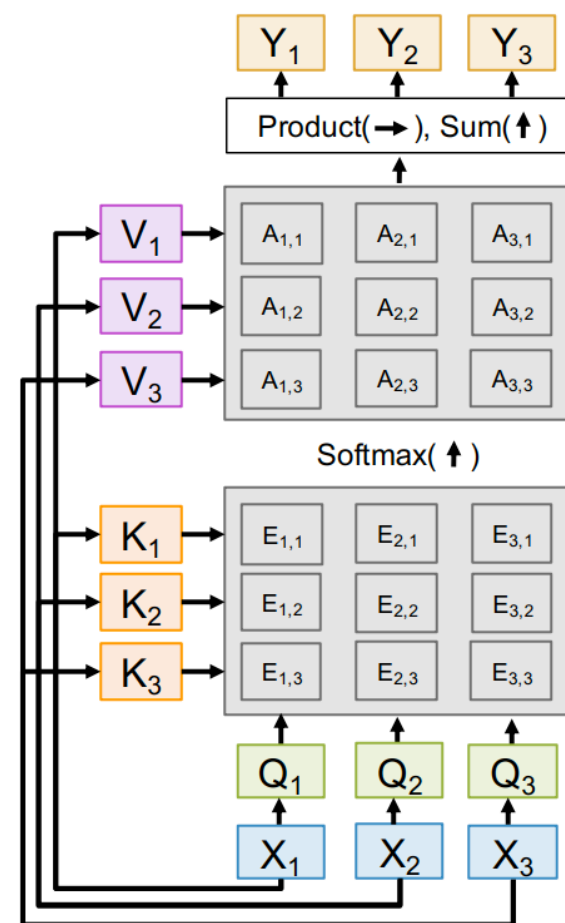 Y1 Y2 Y3
Product(→), Sum(↑)
V1 A1,1 A2,1 A3,1
V2 A1,2 A2,2 A3,2
V3 A1,3 A2,3 A3,3
Softmax(↑)
K1 E1,1 E2,1 E3,1
K2 E1,2 E2,2 E3,2
K3 E1,3 E2,3 E3,3
Q1 Q2 Q3
X1 X2 X3